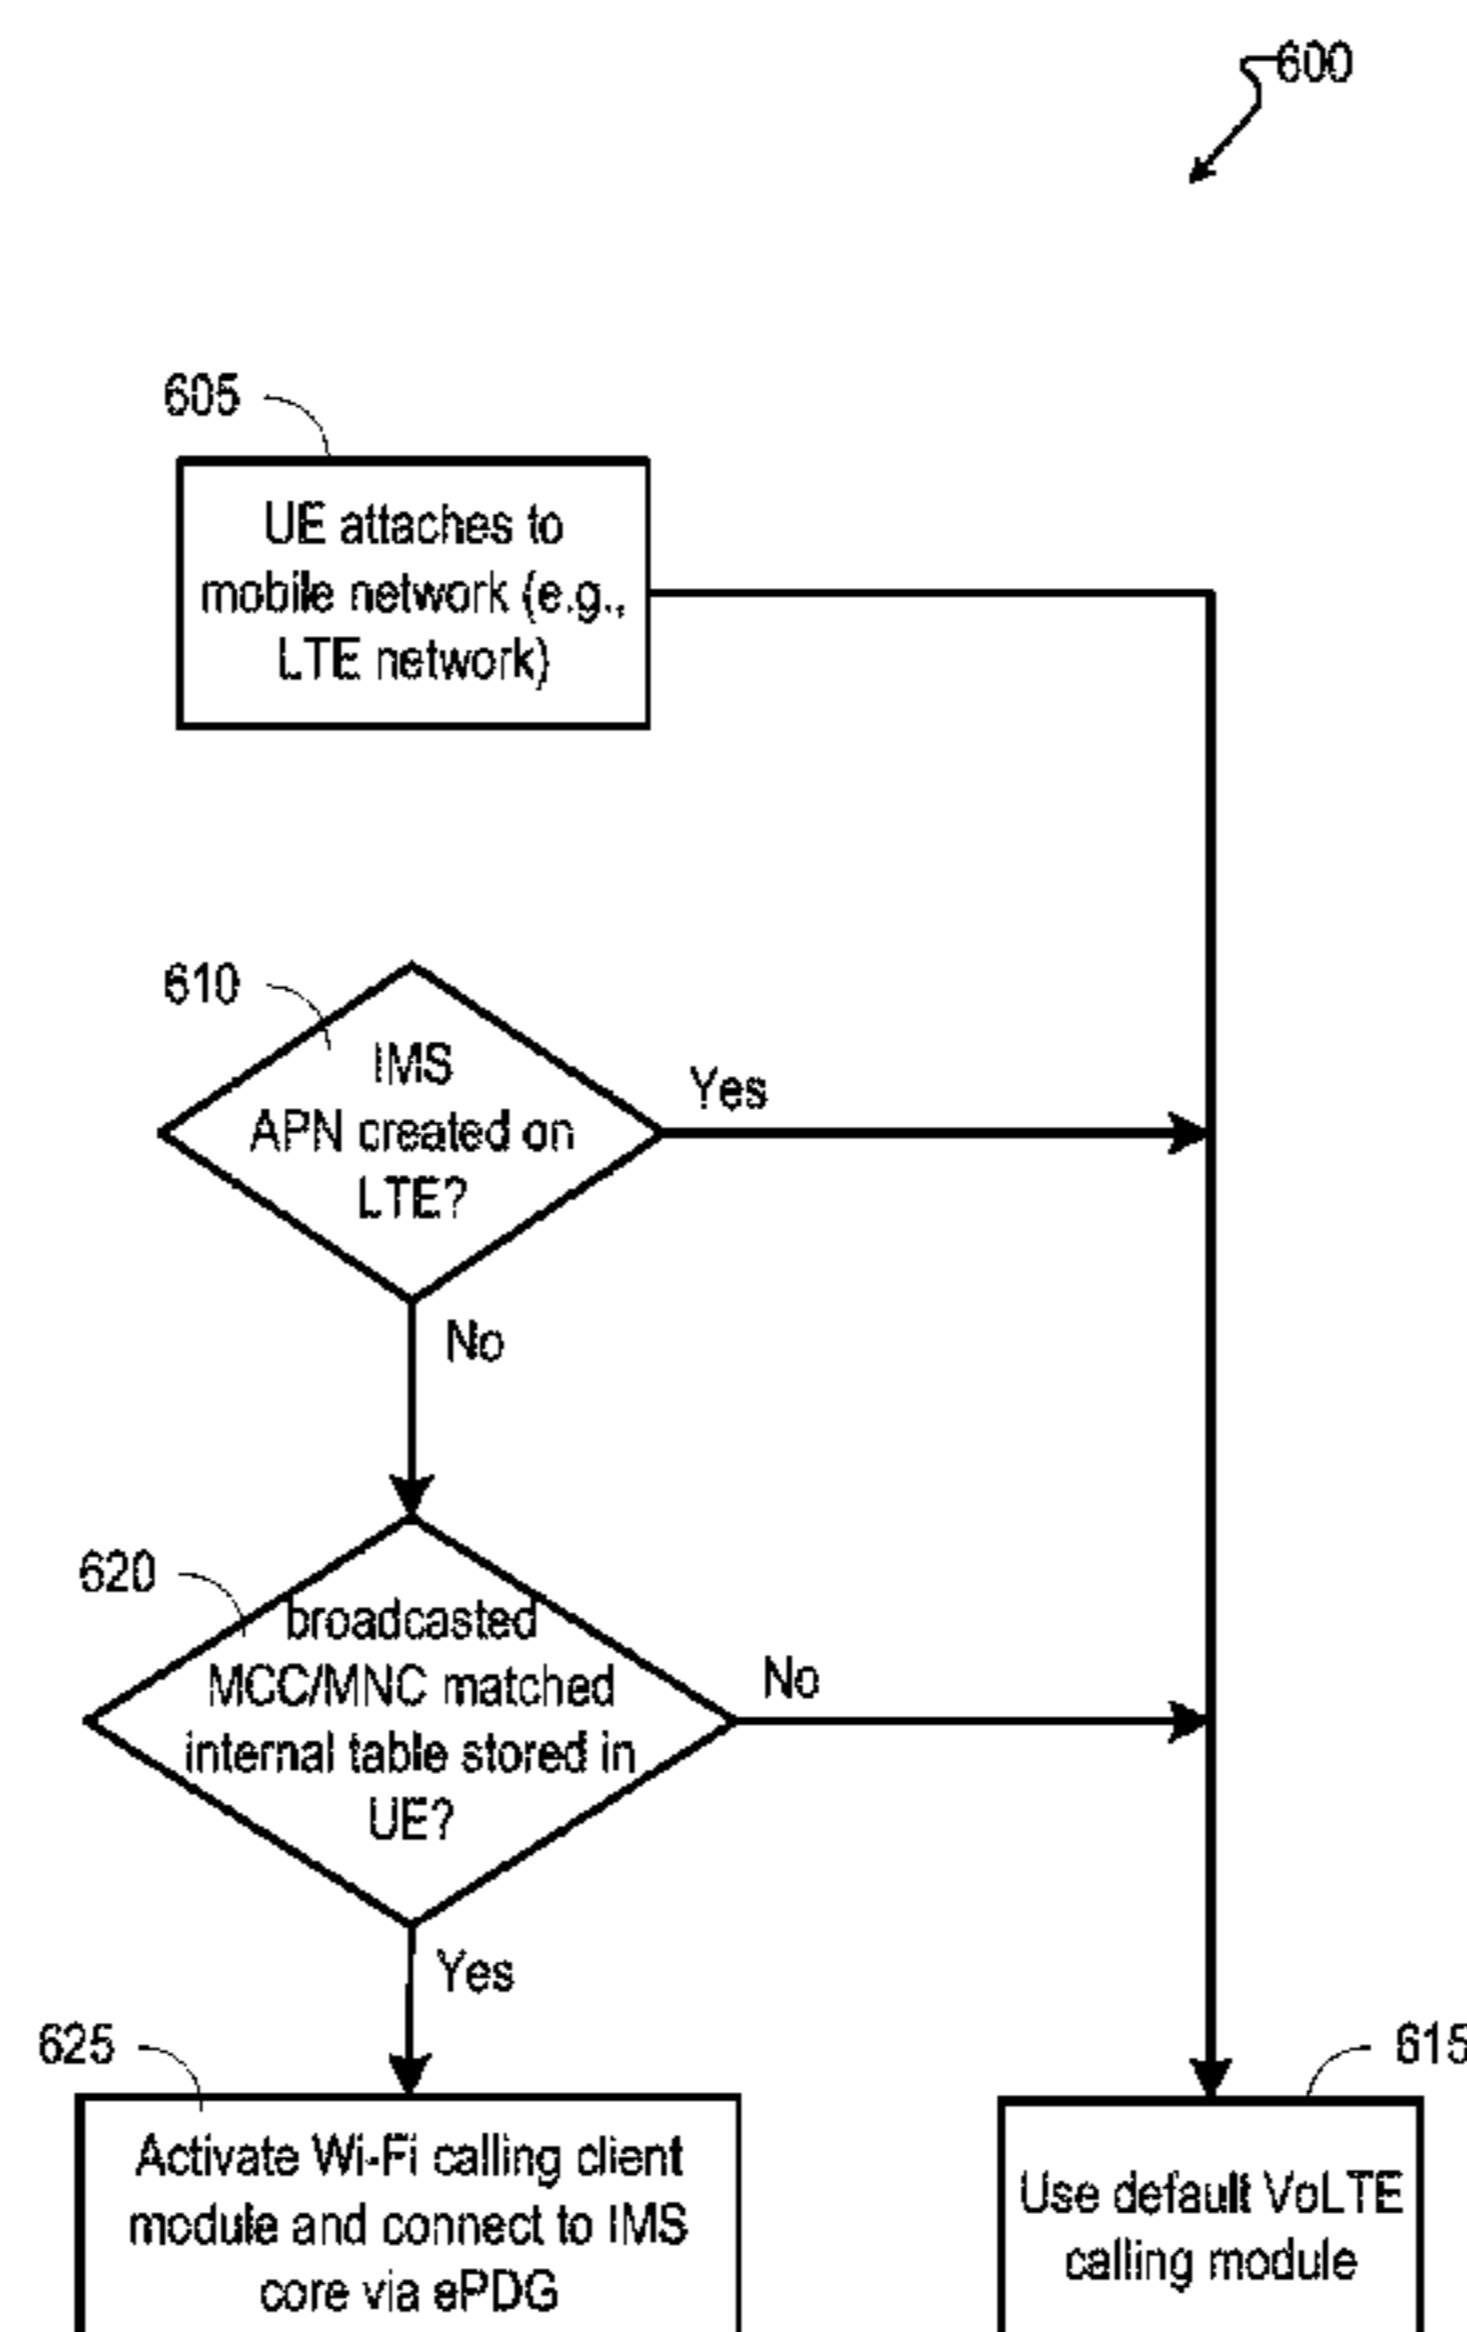 600
605
UE attaches to
mobile network (e.g.,
LTE network)
610
IMS
APN created on
LTE?
Yes
No
620
broadcasted
MCC/MNC matched
internal table stored in
UE?
No
Yes
625
615
Activate Wi-Fi calling client
module and connect to IMS
core via ePDG
Use default VoLTE
calling module